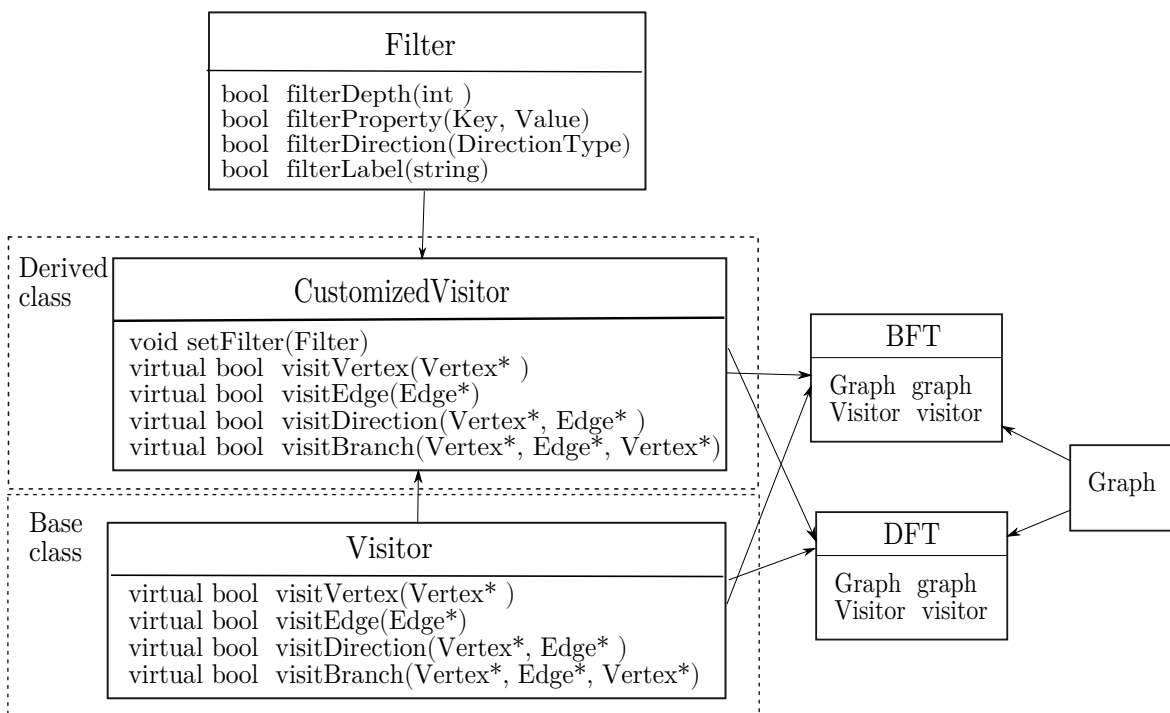 Filter
bool filterDepth(int )
bool filterProperty(Key, Value)
bool filterDirection(DirectionType)
bool filterLabel(string)
Derived
class
CustomizedVisitor
void setFilter(Filter)
virtual bool visitVertex(Vertex* )
virtual bool visitEdge(Edge*)
virtual bool visitDirection(Vertex*, Edge* )
virtual bool visitBranch(Vertex*, Edge*, Vertex*)
Base
class
Visitor
virtual bool visitVertex(Vertex* )
virtual bool visitEdge(Edge*)
virtual bool visitDirection(Vertex*, Edge* )
virtual bool visitBranch(Vertex*, Edge*, Vertex*)
BFT
Graph graph
Visitor visitor
DFT
Graph graph
Visitor visitor
Graph